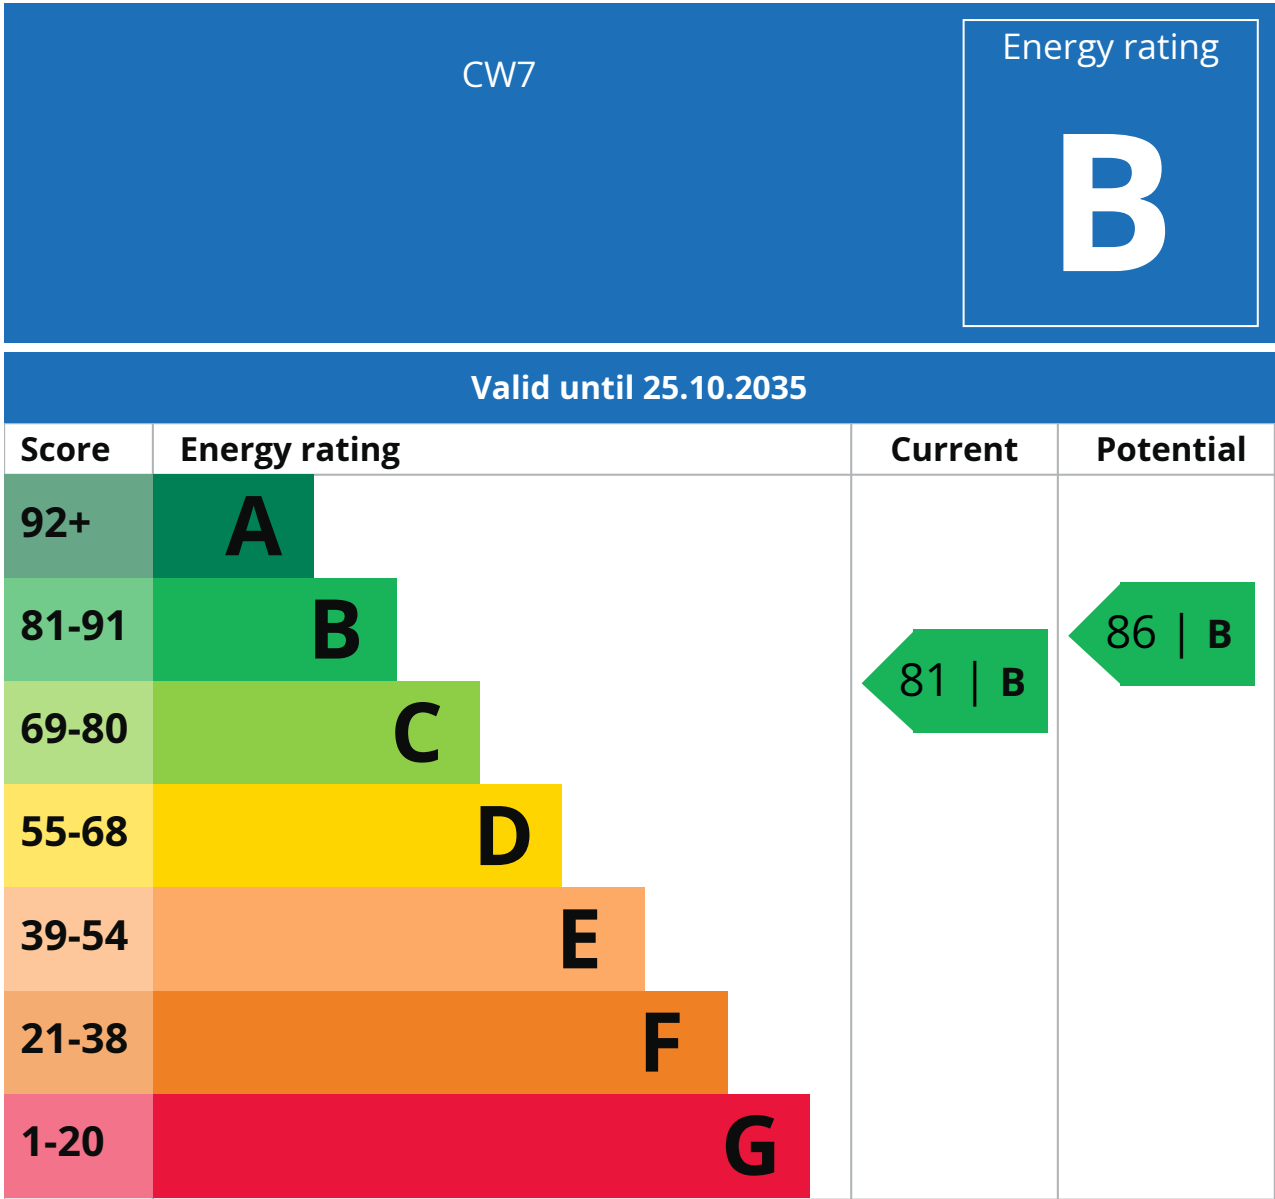 CW7
Energy rating
B
Valid until 25.10.2035
Score Energy rating Current Potential
92+ A
81-91 B
86 | B
81 | B
69-80 C
55-68 D
39-54 E
21-38 F
1-20 G